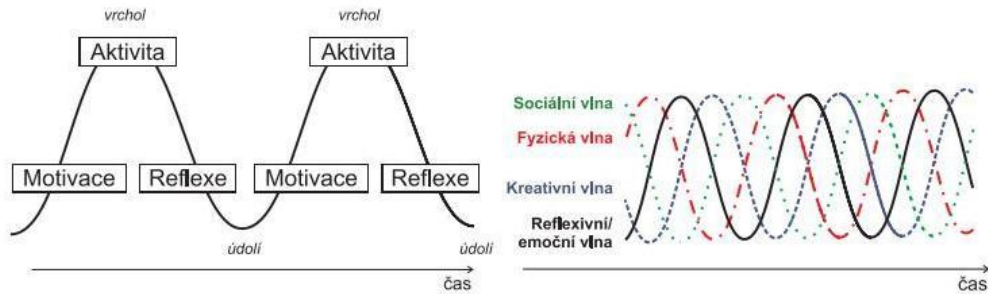 vrchol
vrchol
Aktivita
Aktivita
Motivace
Reflexe
Motivace
Reflexe
údolí
údolí
čas
Sociální vlna
Fyzická vlna
Kreativní vlna
Reflexivní/
emoční vlna
čas